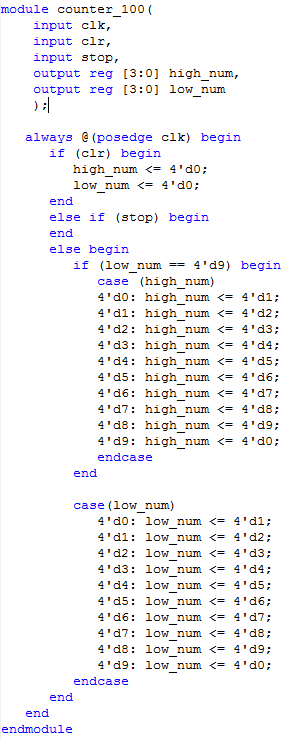 module counter_100(
    input clk,
    input clr,
    input stop,
    output reg [3:0] high_num,
    output reg [3:0] low_num
    );

   always @(posedge clk) begin
      if (clr) begin
         high_num <= 4'd0;
         low_num <= 4'd0;
      end
      else if (stop) begin
      end
      else begin
         if (low_num == 4'd9) begin
            case (high_num)
            4'd0: high_num <= 4'd1;
            4'd1: high_num <= 4'd2;
            4'd2: high_num <= 4'd3;
            4'd3: high_num <= 4'd4;
            4'd4: high_num <= 4'd5;
            4'd5: high_num <= 4'd6;
            4'd6: high_num <= 4'd7;
            4'd7: high_num <= 4'd8;
            4'd8: high_num <= 4'd9;
            4'd9: high_num <= 4'd0;
            endcase
         end

         case(low_num)
            4'd0: low_num <= 4'd1;
            4'd1: low_num <= 4'd2;
            4'd2: low_num <= 4'd3;
            4'd3: low_num <= 4'd4;
            4'd4: low_num <= 4'd5;
            4'd5: low_num <= 4'd6;
            4'd6: low_num <= 4'd7;
            4'd7: low_num <= 4'd8;
            4'd8: low_num <= 4'd9;
            4'd9: low_num <= 4'd0;
         endcase
      end
   end
endmodule